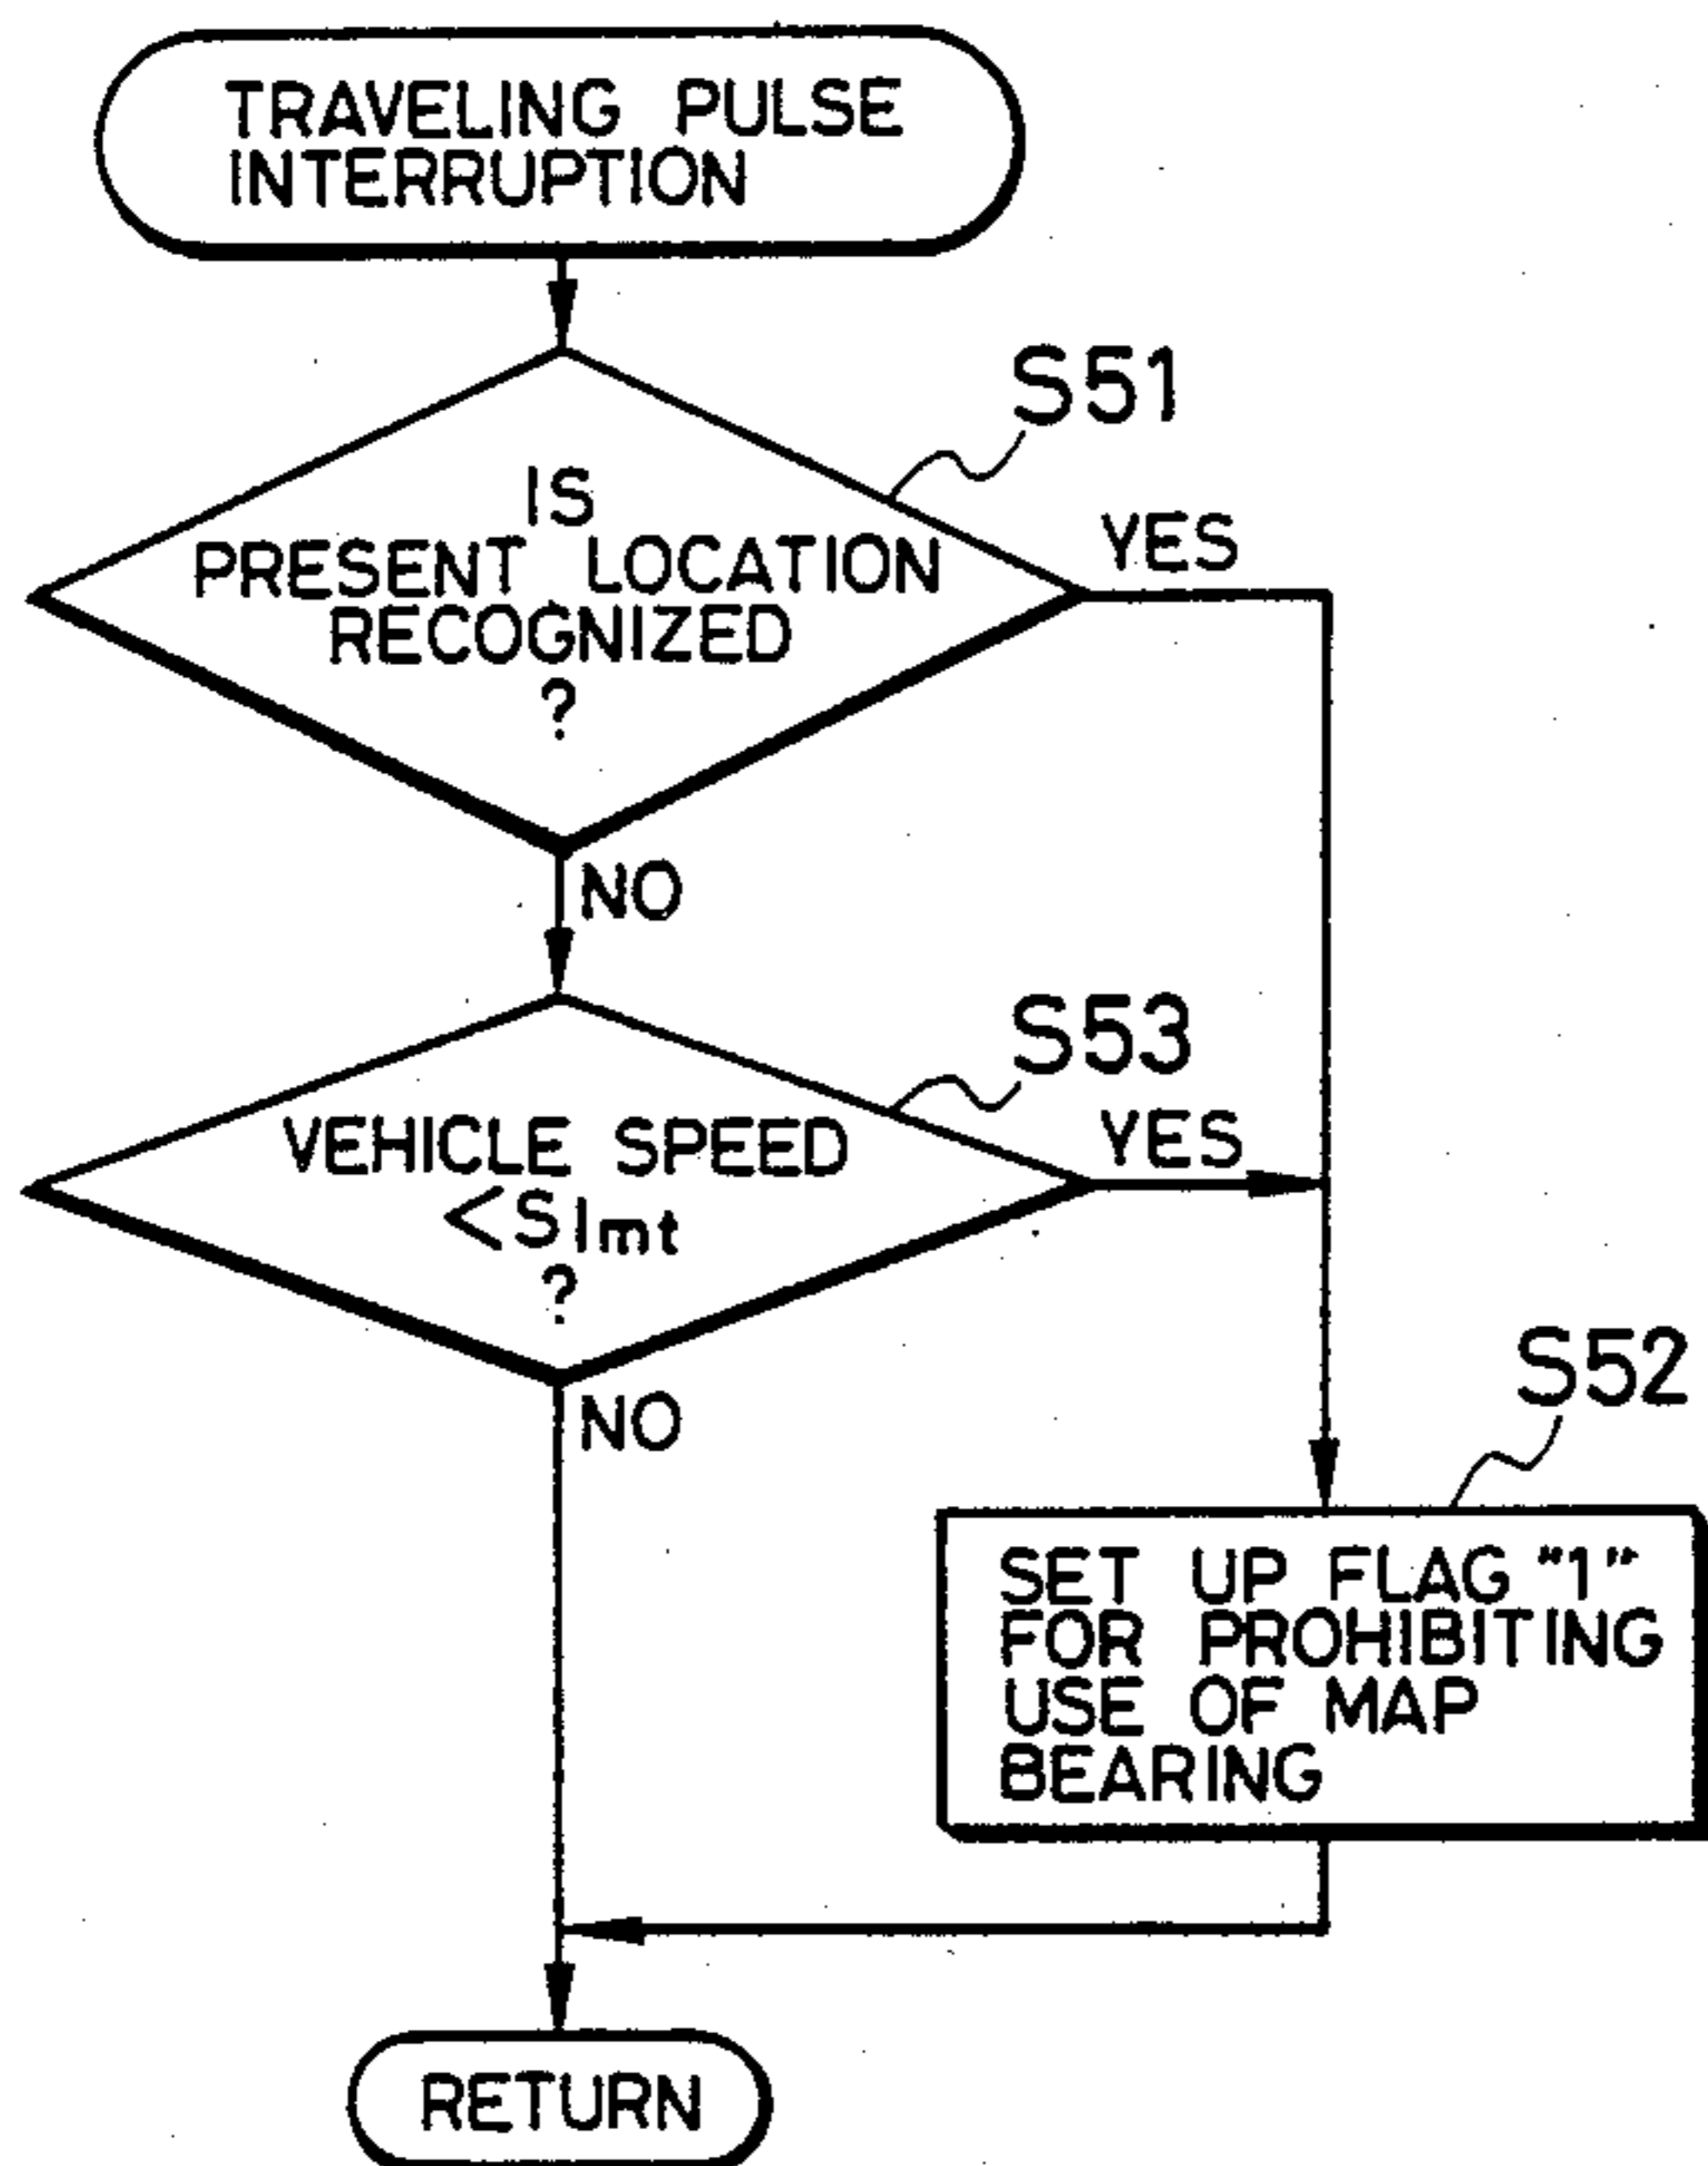 TRAVELING PULSE
INTERRUPTION
S51
IS
PRESENT LOCATION
RECOGNIZED
?
YES
NO
S53
VEHICLE SPEED
<Slmt
?
YES
NO
S52
SET UP FLAG "1"
FOR PROHIBITING
USE OF MAP
BEARING
RETURN